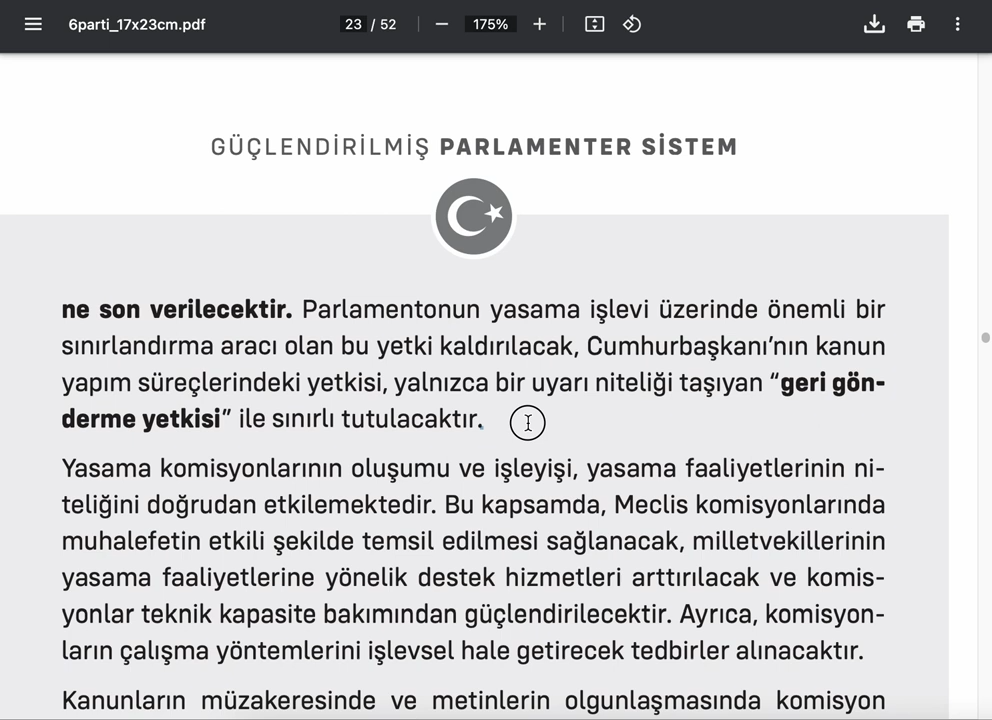 6parti_17x23cm.pdf 23 / 52 175%
GÜÇLENDİRİLMİŞ PARLAMENTER SİSTEM
ne son verilecektir. Parlamentonun yasama işlevi üzerinde önemli bir
sınırlandırma aracı olan bu yetki kaldırılacak, Cumhurbaşkanı’nın kanun
yapım süreçlerindeki yetkisi, yalnızca bir uyarı niteliği taşıyan “geri gön-
derme yetkisi” ile sınırlı tutulacaktır.
Yasama komisyonlarının oluşumu ve işleyişi, yasama faaliyetlerinin ni-
teliğini doğrudan etkilemektedir. Bu kapsamda, Meclis komisyonlarında
muhalefetin etkili şekilde temsil edilmesi sağlanacak, milletvekillerinin
yasama faaliyetlerine yönelik destek hizmetleri arttırılacak ve komis-
yonlar teknik kapasite bakımından güçlendirilecektir. Ayrıca, komisyon-
ların çalışma yöntemlerini işlevsel hale getirecek tedbirler alınacaktır.
Kanunların müzakeresinde ve metinlerin olgunlaşmasında komisyon